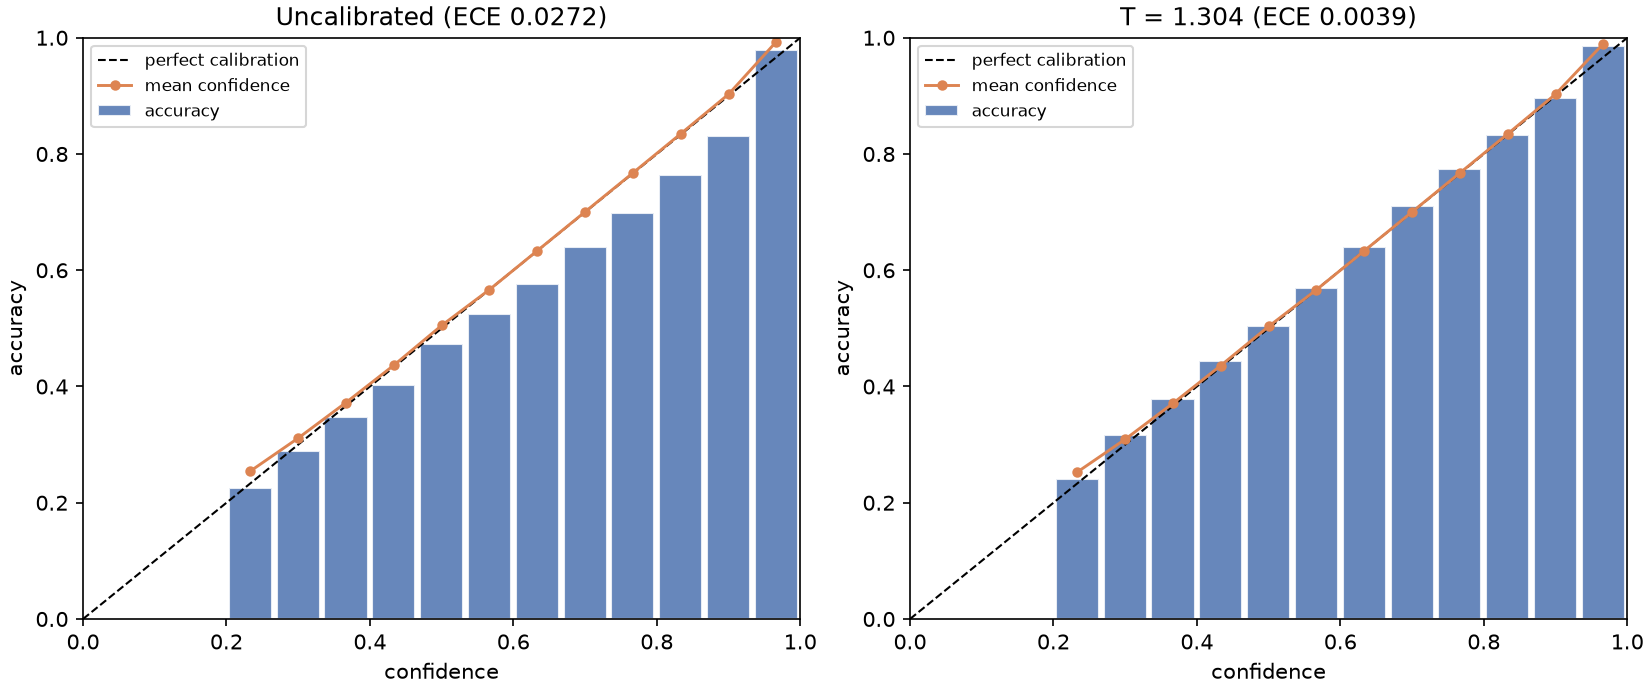 Uncalibrated (ECE 0.0272)
1.0
0.8
0.6
0.4
0.2
0.0
accuracy
perfect calibration
mean confidence
accuracy
0.0 0.2 0.4 0.6 0.8 1.0
confidence
T = 1.304 (ECE 0.0039)
1.0
0.8
0.6
0.4
0.2
0.0
accuracy
perfect calibration
mean confidence
accuracy
0.0 0.2 0.4 0.6 0.8 1.0
confidence